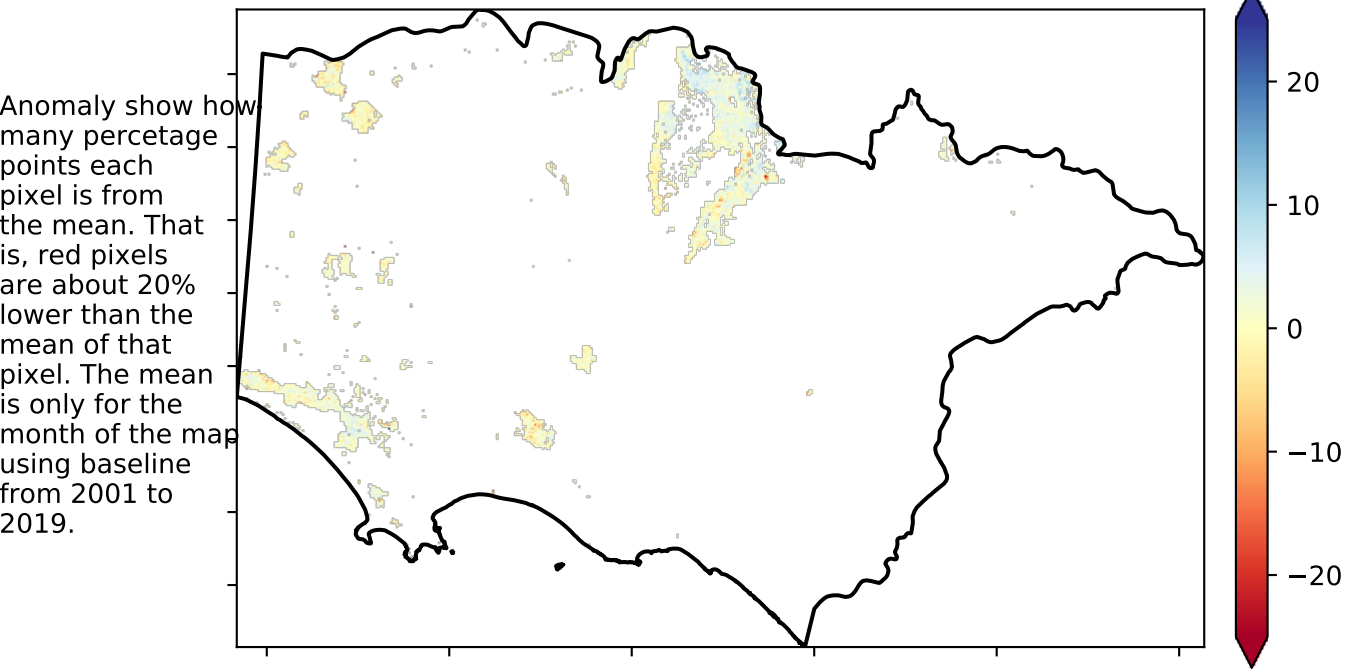 Anomaly show how
many percetage
points each
pixel is from
the mean. That
is, red pixels
are about 20%
lower than the
mean of that
pixel. The mean
is only for the
month of the map
using baseline
from 2001 to
2019.
20
10
0
−10
−20